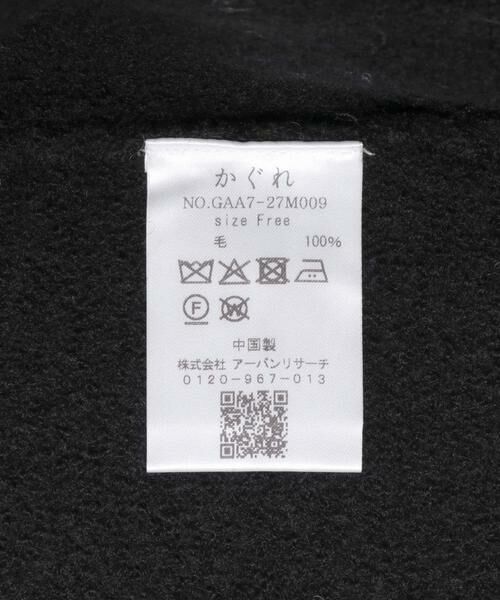 かぐれ
NO.GAA7-27M009
size Free
毛 100%
F W
中国製
株式会社 アーバンリサーチ
0120-967-013